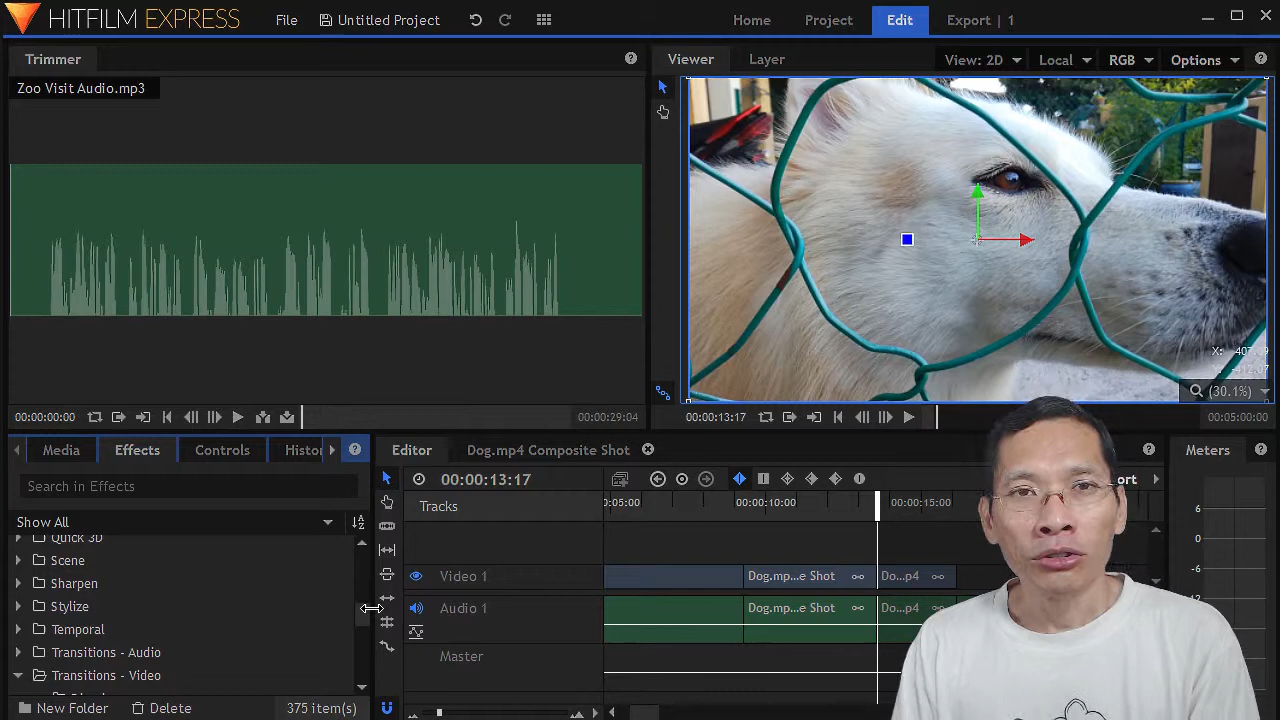 HITFILM EXPRESS
File
Untitled Project
Home
Project
Edit
Export | 1
Trimmer
Viewer
Layer
View: 2D
Local
RGB
Options
Zoo Visit Audio.mp3
X: -407.09
(30.1%)
00:00:00:00
00:00:29:04
00:00:13:17
00:05:00:00
Media
Effects
Controls
Histor
Editor
Dog.mp4 Composite Shot
Meters
Search in Effects
00:00:13:17
ort
Show All
Tracks
0:05:00
00:00:10:00
00:00:15:00
6
0
-6
-12
Quick 3D
Scene
Sharpen
Stylize
Temporal
Transitions - Audio
Transitions - Video
Video 1
Dog.mp...e Shot
Do...p4
Audio 1
Dog.mp...e Shot
Do...p4
Master
New Folder
Delete
375 item(s)